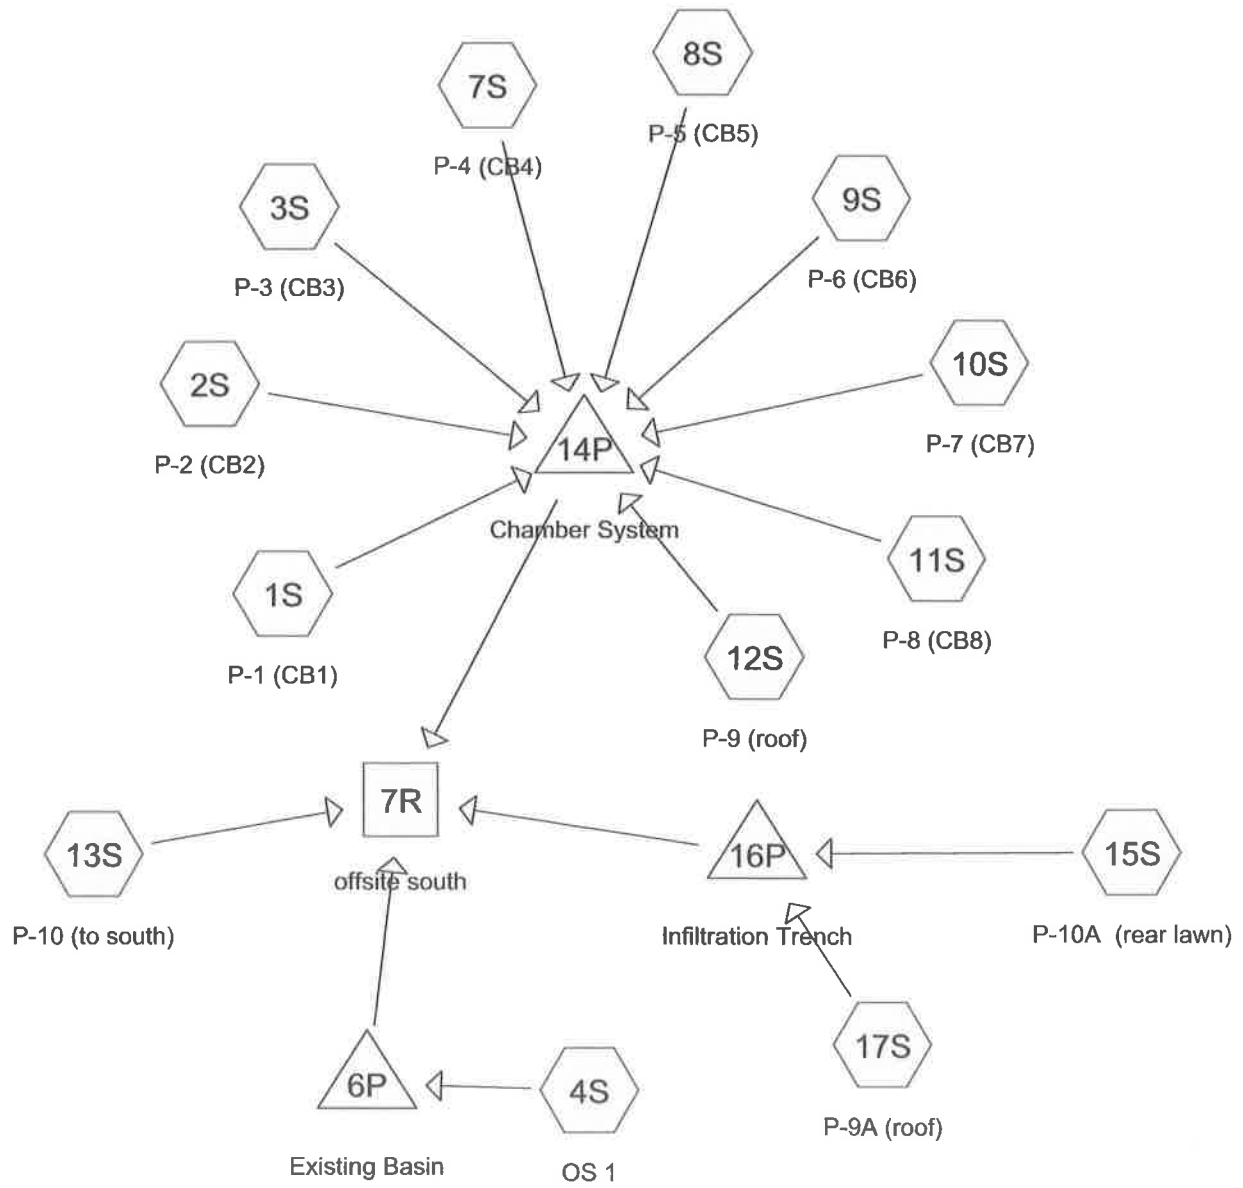 8S
P-5 (CB5)
7S
P-4 (CB4)
3S
P-3 (CB3)
9S
P-6 (CB6)
2S
P-2 (CB2)
10S
P-7 (CB7)
14P
Chamber System
1S
P-1 (CB1)
11S
P-8 (CB8)
12S
P-9 (roof)
7R
offsite south
13S
P-10 (to south)
16P
Infiltration Trench
15S
P-10A (rear lawn)
17S
P-9A (roof)
6P
Existing Basin
4S
OS 1